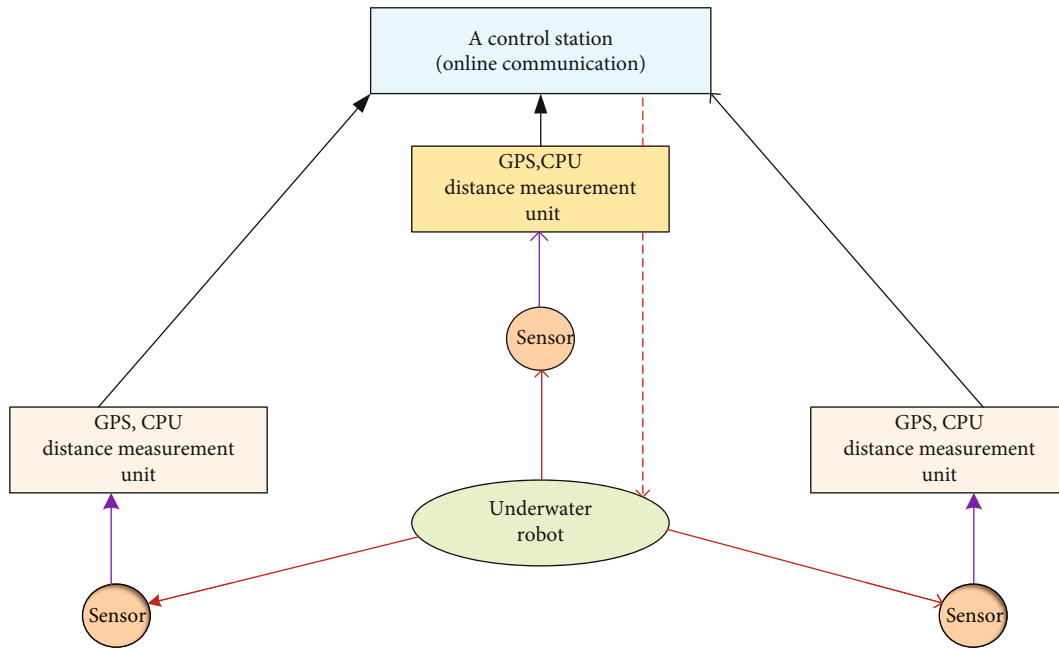 A control station
(online communication)
GPS,CPU
distance measurement
unit
Sensor
GPS, CPU
distance measurement
unit
GPS, CPU
distance measurement
unit
Underwater
robot
Sensor
Sensor